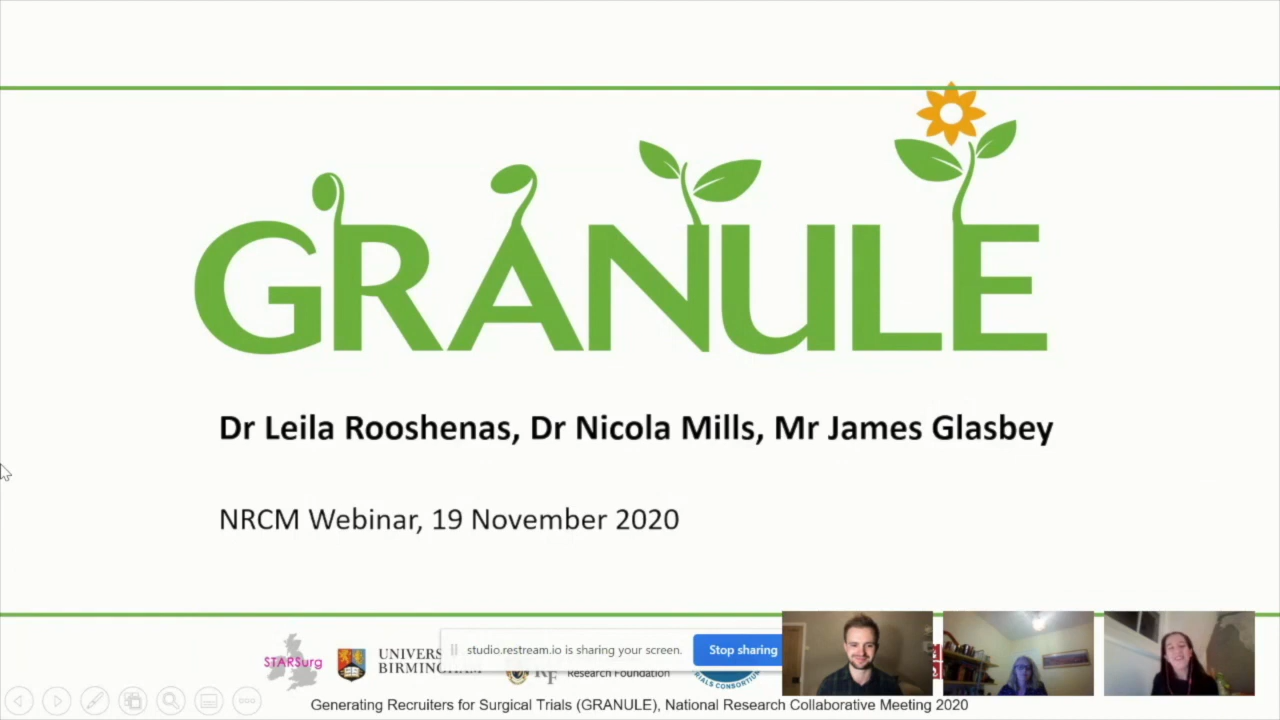 GRANULE
Dr Leila Rooshenas, Dr Nicola Mills, Mr James Glasbey
NRCM Webinar, 19 November 2020
STARSurg
BIRMINGHAM
studio.restream.io is sharing your screen.
Stop sharing
Research Foundation
Generating Recruiters for Surgical Trials (GRANULE), National Research Collaborative Meeting 2020